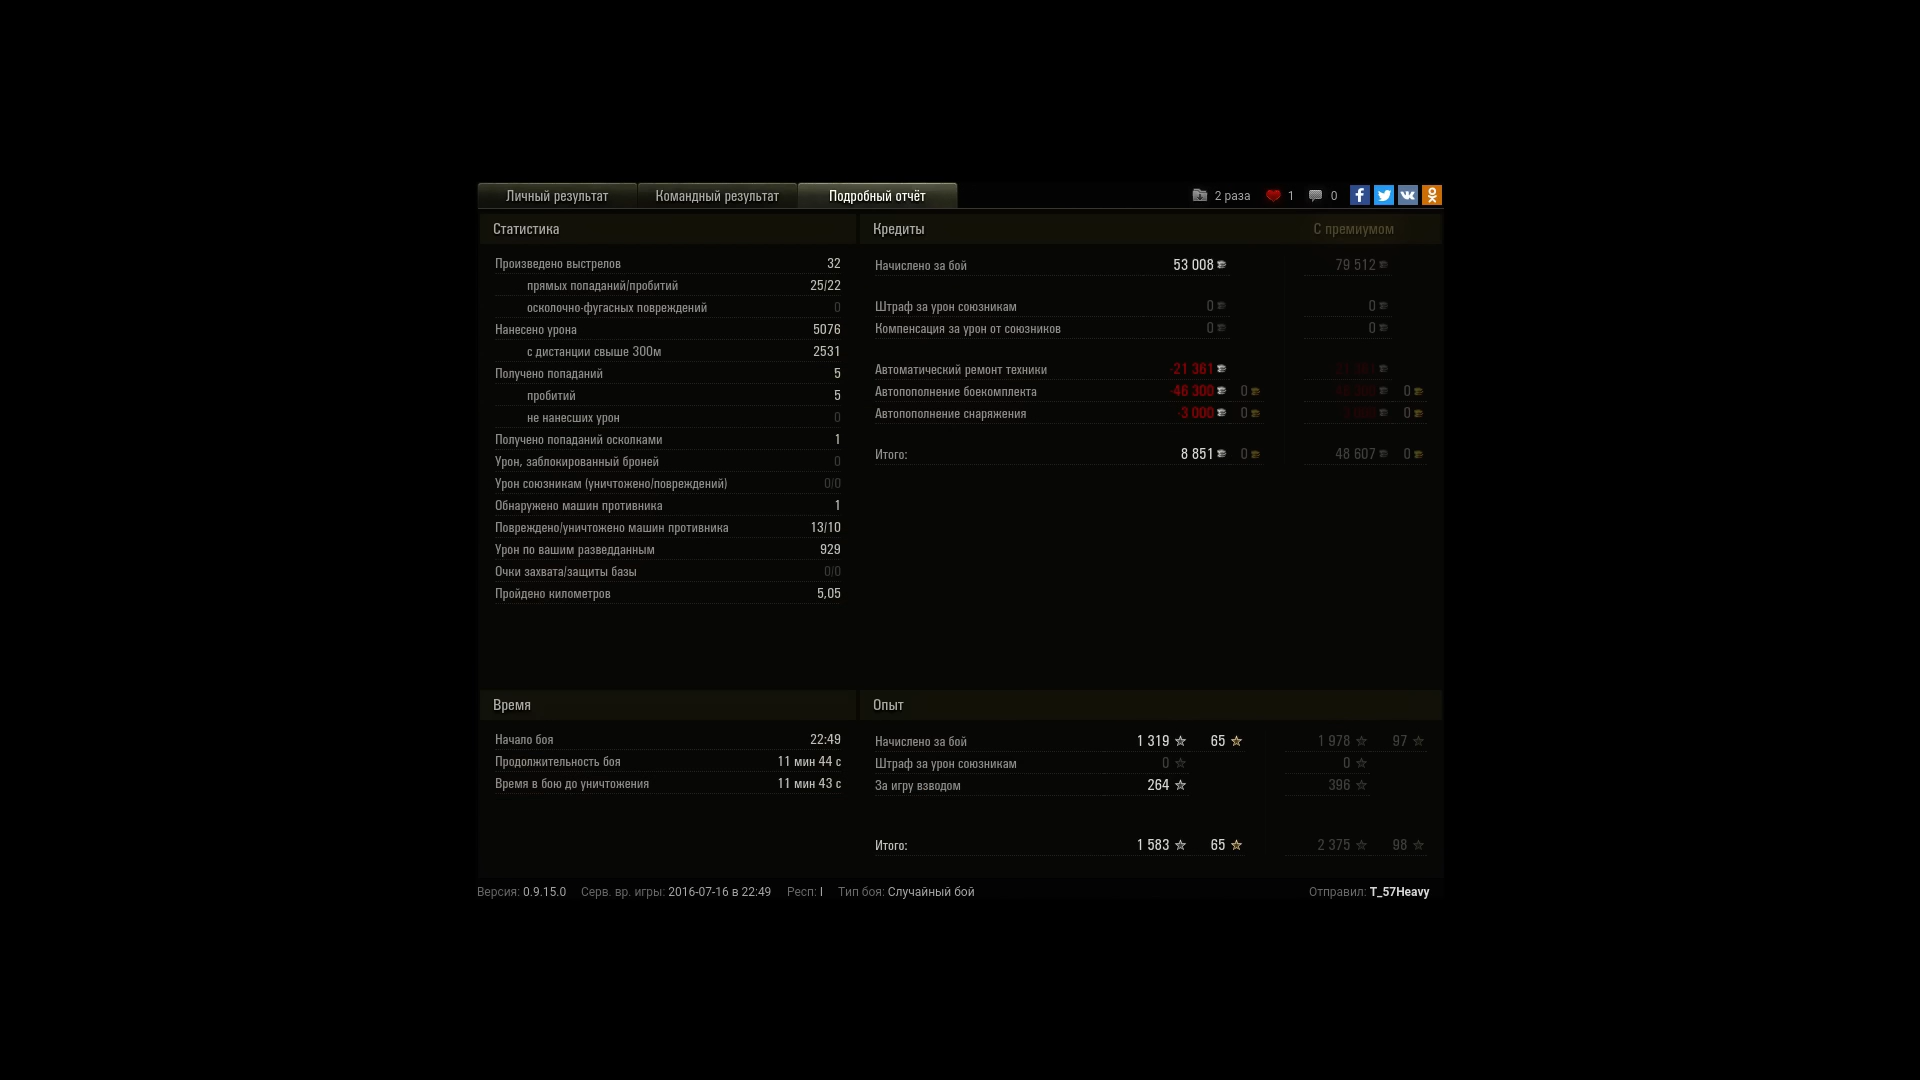 Личный результат Командный результат Подробный отчёт 2 раза 1 0
Статистика
Произведено выстрелов 32
прямых попаданий/пробитий 25/22
осколочно-фугасных повреждений 0
Нанесено урона 5076
с дистанции свыше 300м 2531
Получено попаданий 5
пробитий 5
не нанесших урон 0
Получено попаданий осколками 1
Урон, заблокированный броней 0
Урон союзникам (уничтожено/повреждений) 0/0
Обнаружено машин противника 1
Повреждено/уничтожено машин противника 13/10
Урон по вашим разведданным 929
Очки захвата/защиты базы 0/0
Пройдено километров 5,05
Кредиты С премиумом
Начислено за бой 53 008 79 512
Штраф за урон союзникам 0 0
Компенсация за урон от союзников 0 0
Автоматический ремонт техники -21 361
Автопополнение боекомплекта -46 300 0 0
Автопополнение снаряжения -3 000 0 0
Итого: 8 851 0 48 607 0
Время
Начало боя 22:49
Продолжительность боя 11 мин 44 с
Время в бою до уничтожения 11 мин 43 с
Опыт
Начислено за бой 1 319 65 1 978 97
Штраф за урон союзникам 0 0
За игру взводом 264 396
Итого: 1 583 65 2 375 98
Версия: 0.9.15.0 Серв. вр. игры: 2016-07-16 в 22:49 Респ: I Тип боя: Случайный бой Отправил: T_57Heavy